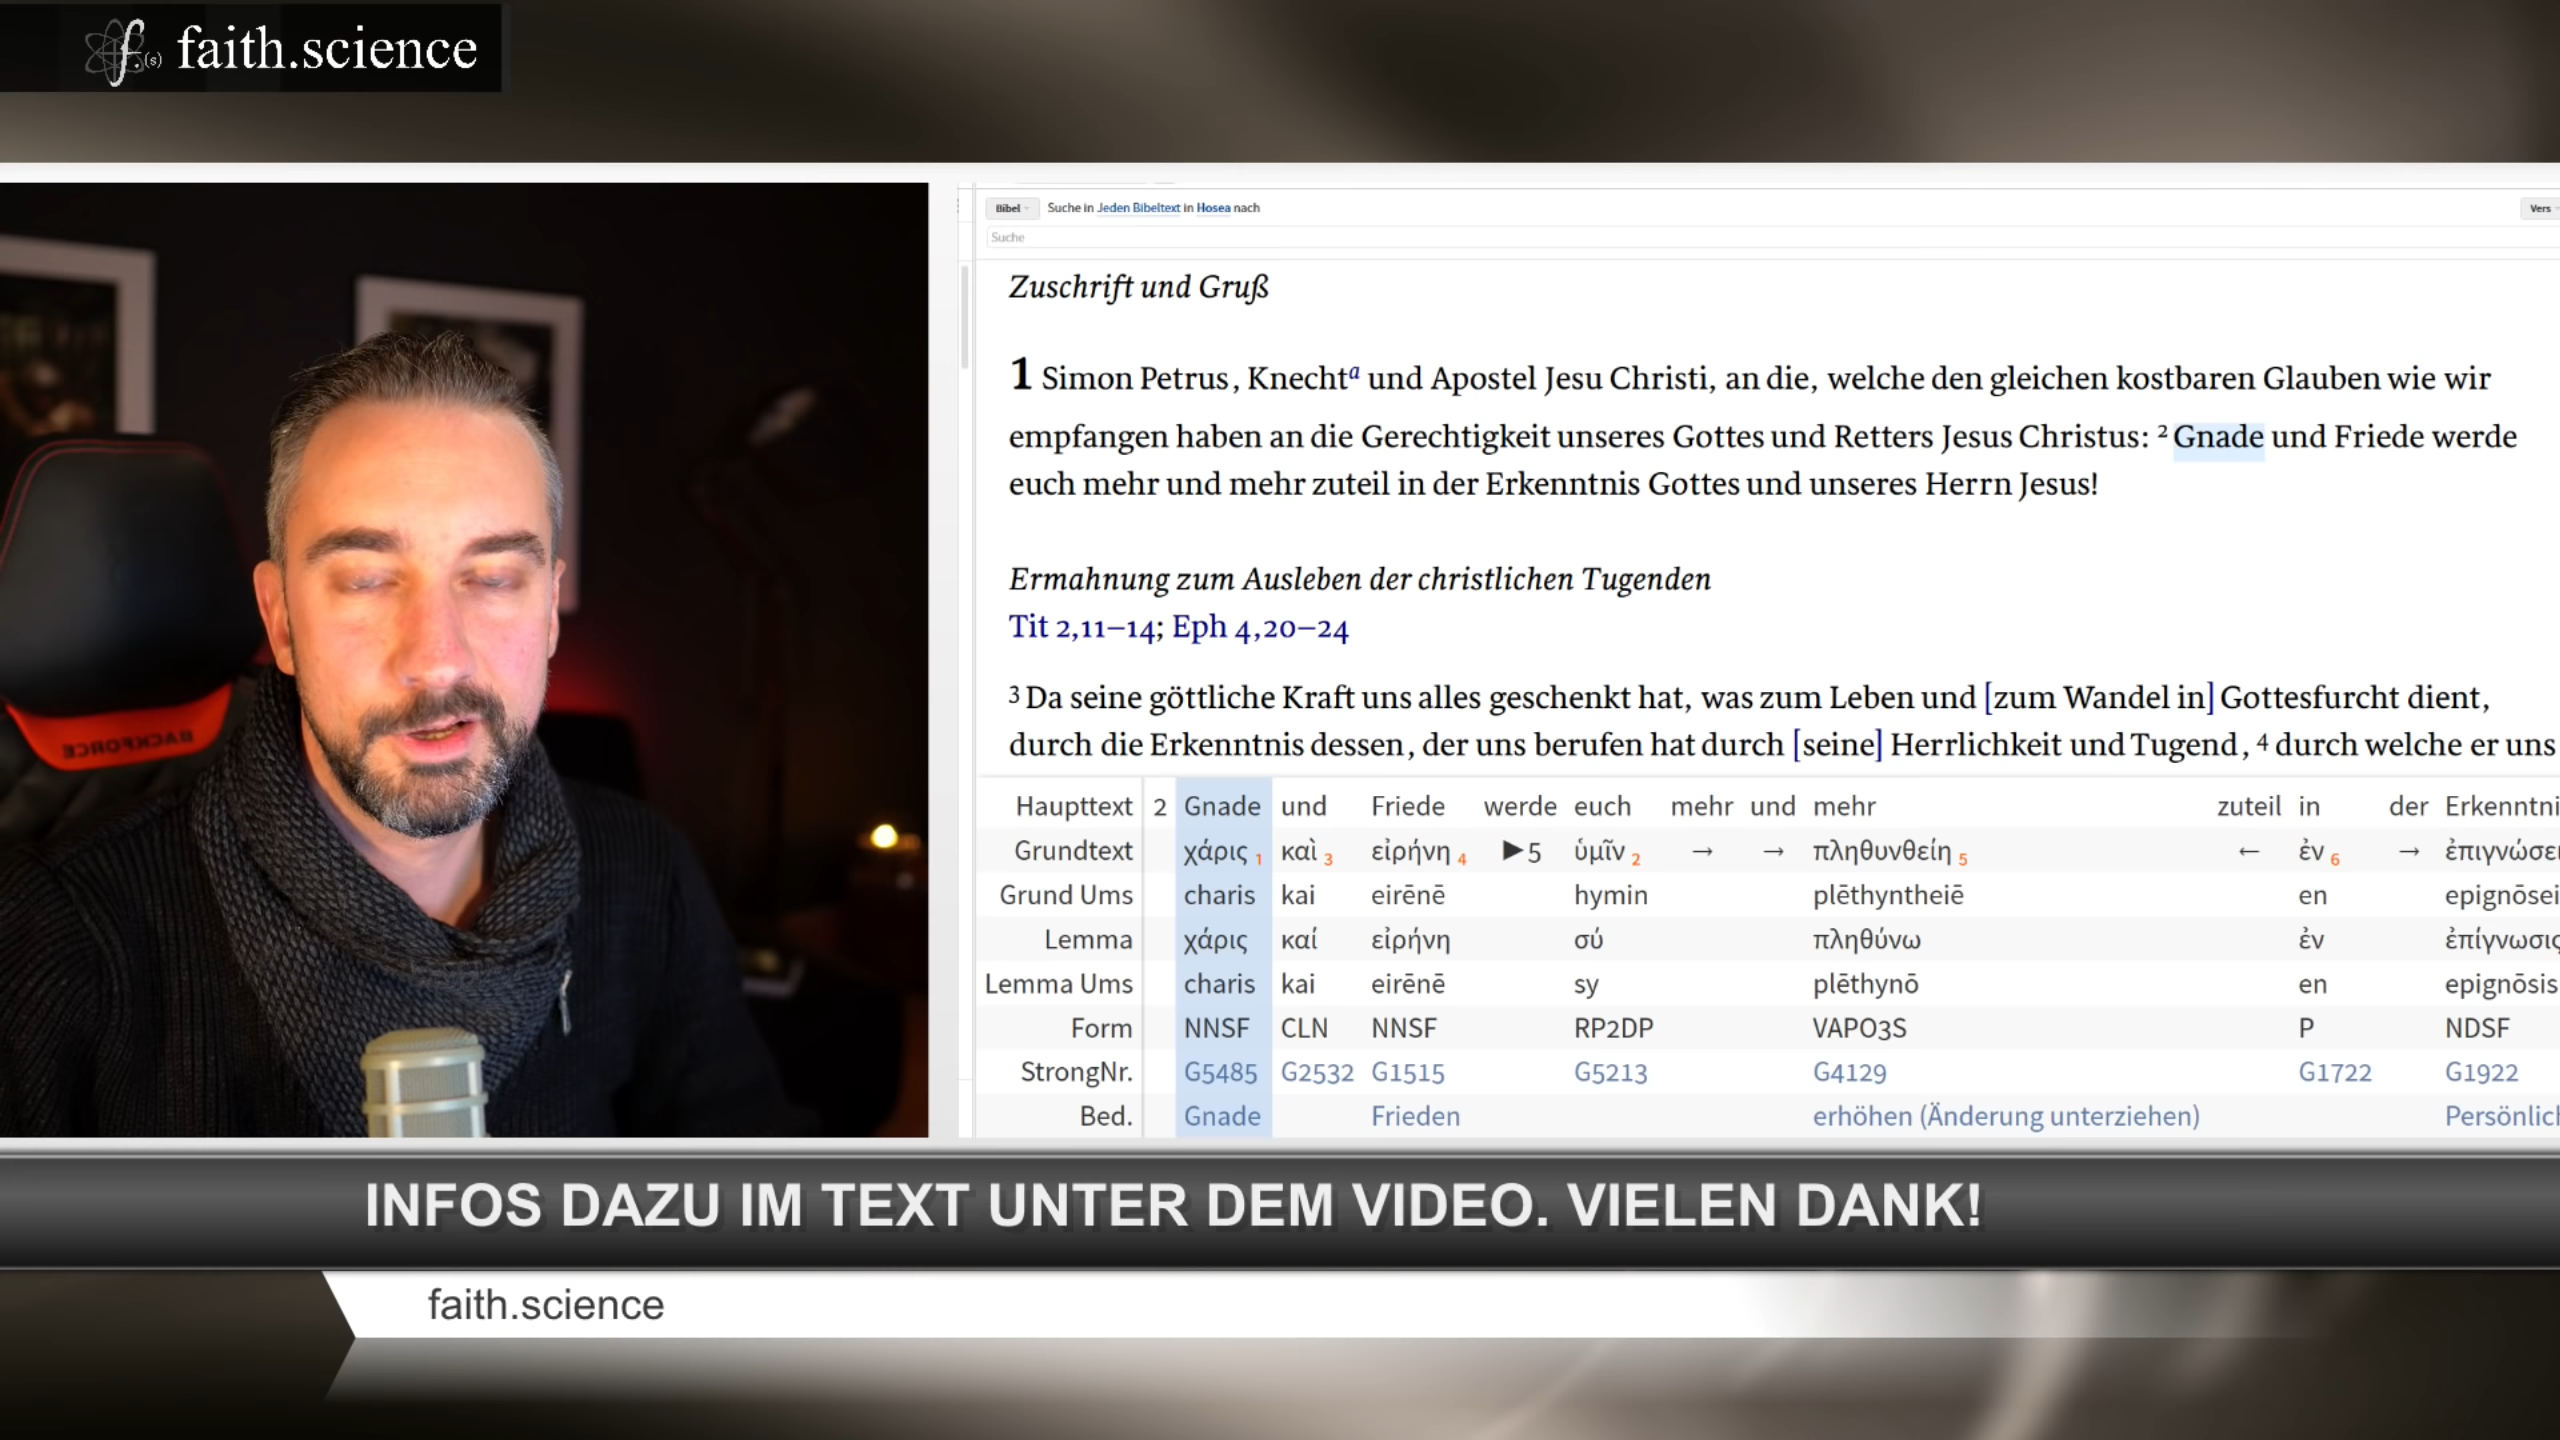 f.(s) faith.science
Bibel Suche in Jeden Bibeltext in Hosea nach Vers
Suche
Zuschrift und Gruß
1 Simon Petrus, Knechtᵃ und Apostel Jesu Christi, an die, welche den gleichen kostbaren Glauben wie wir
empfangen haben an die Gerechtigkeit unseres Gottes und Retters Jesus Christus: ² Gnade und Friede werde
euch mehr und mehr zuteil in der Erkenntnis Gottes und unseres Herrn Jesus!
Ermahnung zum Ausleben der christlichen Tugenden
Tit 2,11–14; Eph 4,20–24
³ Da seine göttliche Kraft uns alles geschenkt hat, was zum Leben und [zum Wandel in] Gottesfurcht dient,
durch die Erkenntnis dessen, der uns berufen hat durch [seine] Herrlichkeit und Tugend, ⁴ durch welche er uns
Haupttext 2 Gnade und Friede werde euch mehr und mehr zuteil in der Erkenntni
Grundtext χάρις 1 καὶ 3 εἰρήνη 4 ▶5 ὑμῖν 2 → → πληθυνθείη 5 ← ἐν 6 → ἐπιγνώσει
Grund Ums charis kai eirēnē hymin plēthyntheiē en epignōsei
Lemma χάρις καί εἰρήνη σύ πληθύνω ἐν ἐπίγνωσις
Lemma Ums charis kai eirēnē sy plēthynō en epignōsis
Form NNSF CLN NNSF RP2DP VAPO3S P NDSF
StrongNr. G5485 G2532 G1515 G5213 G4129 G1722 G1922
Bed. Gnade Frieden erhöhen (Änderung unterziehen) Persönlich
BACKFORCE
INFOS DAZU IM TEXT UNTER DEM VIDEO. VIELEN DANK!
faith.science